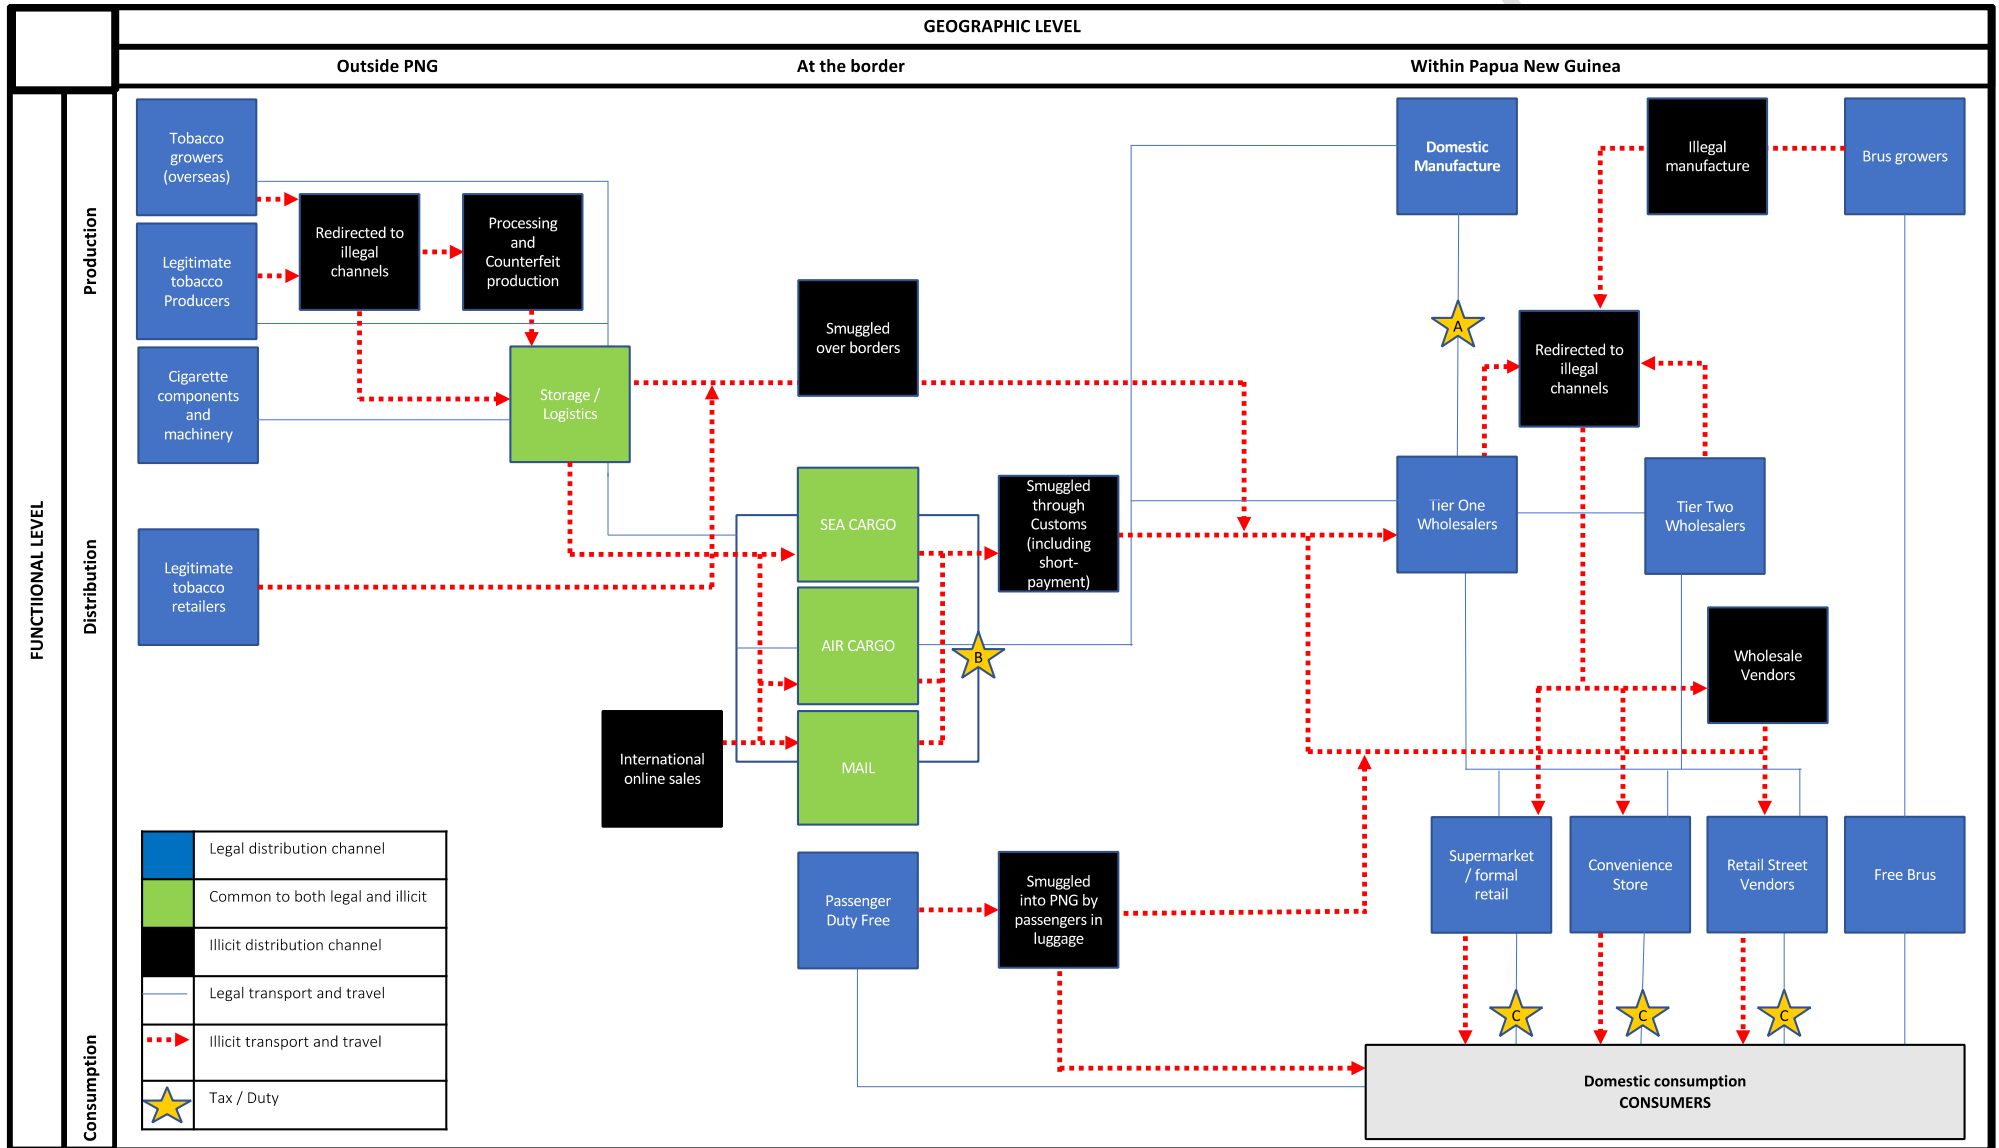 GEOGRAPHIC LEVEL
Outside PNG
At the border
Within Papua New Guinea
FUNCTIIONAL LEVEL
Production
Distribution
Consumption
Tobacco
growers
(overseas)
Legitimate
tobacco
Producers
Cigarette
components
and
machinery
Legitimate
tobacco
retailers
Redirected to
illegal
channels
Processing
and
Counterfeit
production
Storage /
Logistics
International
online sales
Smuggled
over borders
SEA CARGO
AIR CARGO
MAIL
Passenger
Duty Free
Smuggled
through
Customs
(including
short-
payment)
B
Smuggled
into PNG by
passengers in
luggage
Domestic
Manufacture
Illegal
manufacture
Brus growers
A
Redirected to
illegal
channels
Tier One
Wholesalers
Tier Two
Wholesalers
Wholesale
Vendors
Supermarket
/ formal
retail
Convenience
Store
Retail Street
Vendors
Free Brus
C
C
C
Domestic consumption
CONSUMERS
Legal distribution channel
Common to both legal and illicit
Illicit distribution channel
Legal transport and travel
Illicit transport and travel
Tax / Duty